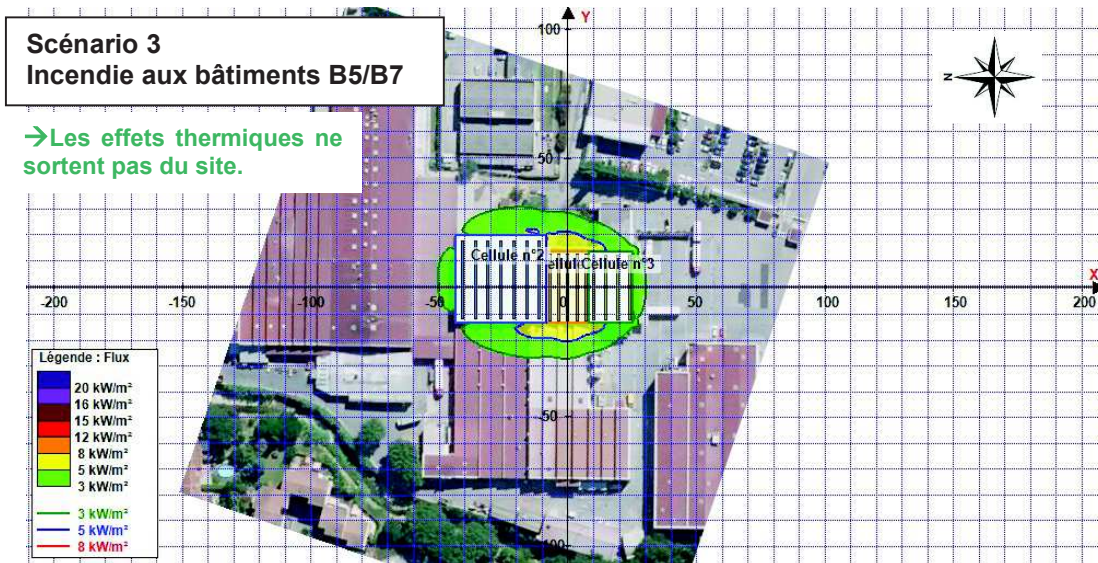 Scénario 3
Incendie aux bâtiments B5/B7
→Les effets thermiques ne
sortent pas du site.
Y
100
N
50
Cellule n°2 ellule Cellule n°3
X
-200 -150 -100 -50 0 50 100 150 200
-50
-100
Légende : Flux
20 kW/m²
16 kW/m²
15 kW/m²
12 kW/m²
8 kW/m²
5 kW/m²
3 kW/m²
3 kW/m²
5 kW/m²
8 kW/m²